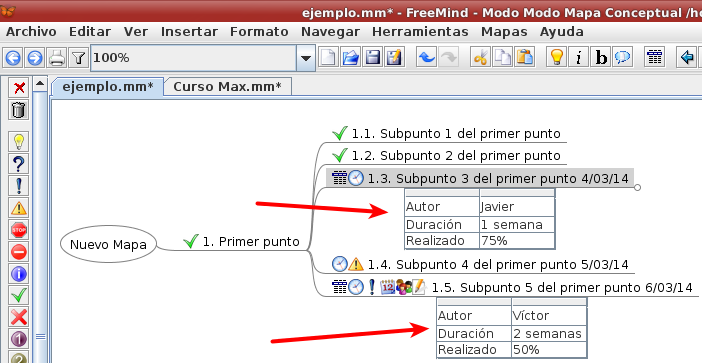 ejemplo.mm* - FreeMind - Modo Modo Mapa Conceptual /h
Archivo Editar Ver Insertar Formato Navegar Herramientas Mapas Ayuda
100%
ejemplo.mm* Curso Max.mm*
1.1. Subpunto 1 del primer punto
1.2. Subpunto 2 del primer punto
1.3. Subpunto 3 del primer punto 4/03/14
Autor Javier
Duración 1 semana
Realizado 75%
Nuevo Mapa
1. Primer punto
1.4. Subpunto 4 del primer punto 5/03/14
1.5. Subpunto 5 del primer punto 6/03/14
Autor Víctor
Duración 2 semanas
Realizado 50%